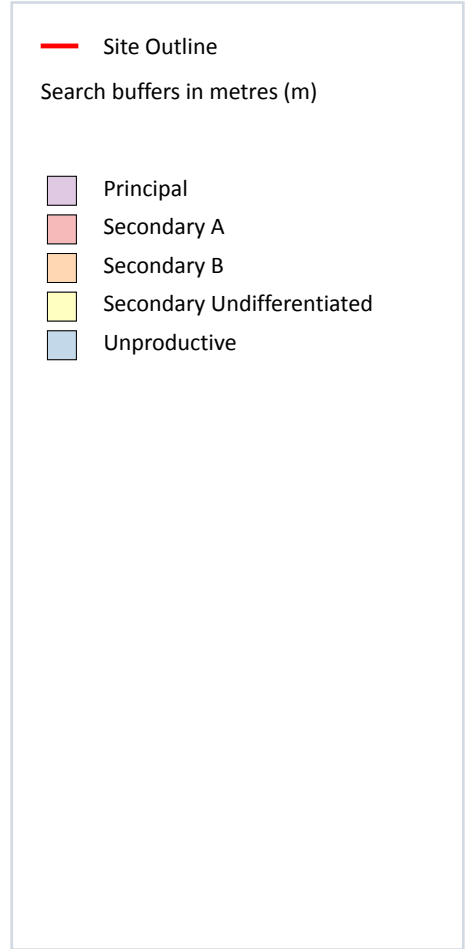 Site Outline
Search buffers in metres (m)
Principal
Secondary A
Secondary B
Secondary Undifferentiated
Unproductive